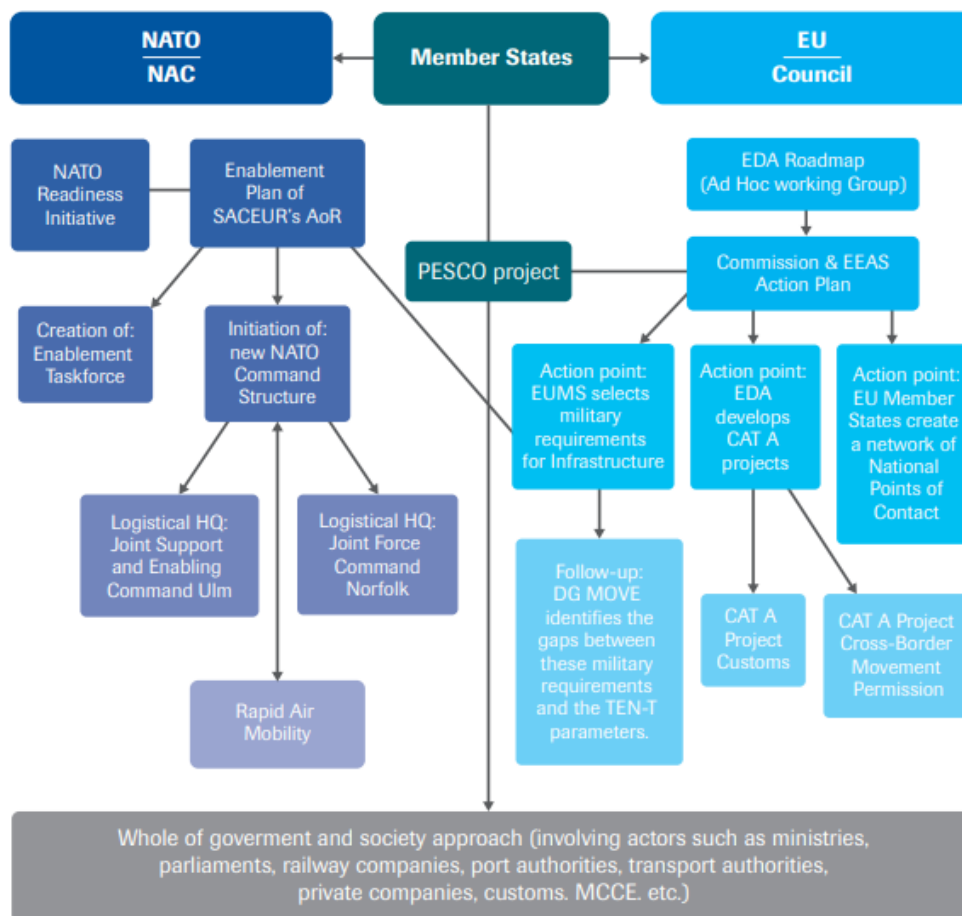 NATO
NAC
Member States
EU
Council
NATO
Readiness
Initiative
Enablement
Plan of
SACEUR's AoR
EDA Roadmap
(Ad Hoc working Group)
PESCO project
Commission & EEAS
Action Plan
Creation of:
Enablement
Taskforce
Initiation of:
new NATO
Command
Structure
Action point:
EUMS selects
military
requirements
for Infrastructure
Action point:
EDA
develops
CAT A
projects
Action point:
EU Member
States create
a network of
National
Points of
Contact
Logistical HQ:
Joint Support
and Enabling
Command Ulm
Logistical HQ:
Joint Force
Command
Norfolk
Follow-up:
DG MOVE
identifies the
gaps between
these military
requirements
and the TEN-T
parameters.
CAT A
Project
Customs
CAT A Project
Cross-Border
Movement
Permission
Rapid Air
Mobility
Whole of goverment and society approach (involving actors such as ministries,
parliaments, railway companies, port authorities, transport authorities,
private companies, customs. MCCE. etc.)